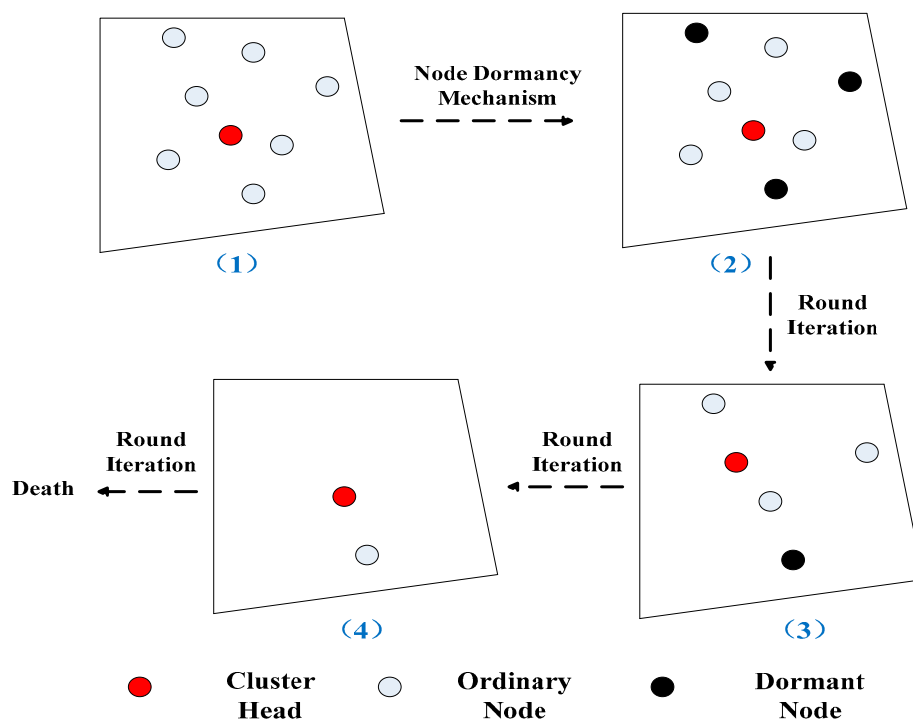 Node Dormancy
Mechanism
（1）
（2）
Round
Iteration
Round
Iteration
Round
Iteration
Death
（4）
（3）
Cluster
Head
Ordinary
Node
Dormant
Node